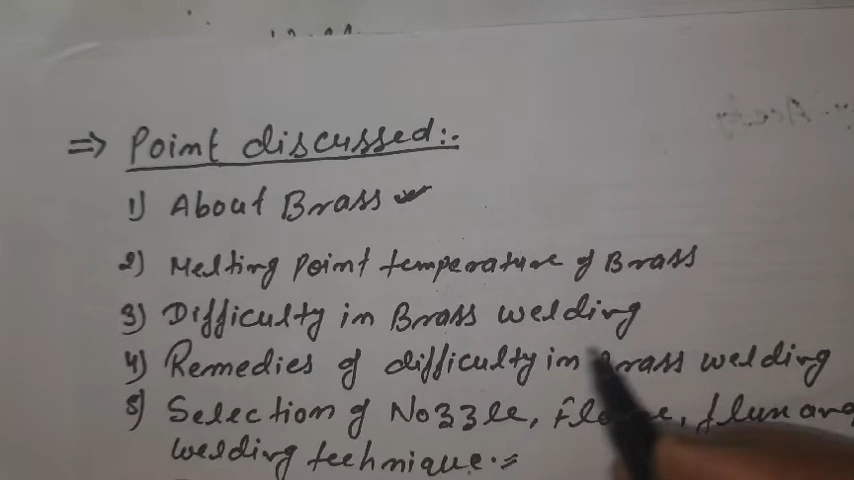 ⇒ Point discussed:-
1) About Brass
2) Melting Point temperature of Brass
3) Difficulty in Brass welding
4) Remedies of difficulty in Brass welding
5) Selection of Nozzle, flame, flux and
welding technique.